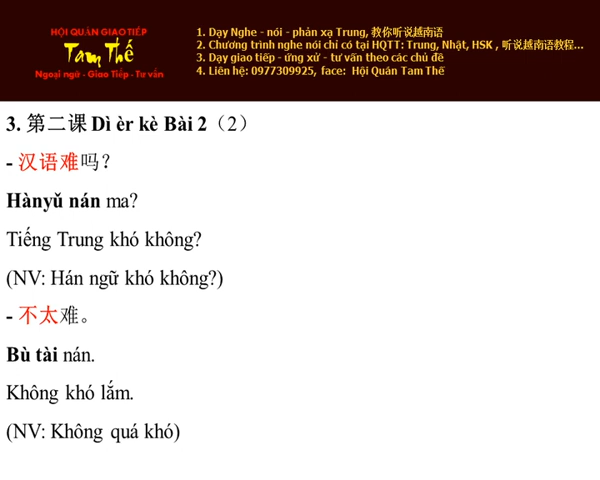 HỘI QUÁN GIAO TIẾP
Tam Thế
Ngoại ngữ - Giao Tiếp - Tư vấn
1. Dạy Nghe - nói - phản xạ Trung, 教你听说越南语
2. Chương trình nghe nói chỉ có tại HQTT: Trung, Nhật, HSK , 听说越南语教程...
3. Dạy giao tiếp - ứng xử - tư vấn theo các chủ đề
4. Liên hệ: 0977309925, face: Hội Quán Tam Thế
3. 第二课 Dì èr kè Bài 2（2）
- 汉语难吗?
Hànyǔ nán ma?
Tiếng Trung khó không?
(NV: Hán ngữ khó không?)
- 不太难。
Bù tài nán.
Không khó lắm.
(NV: Không quá khó)